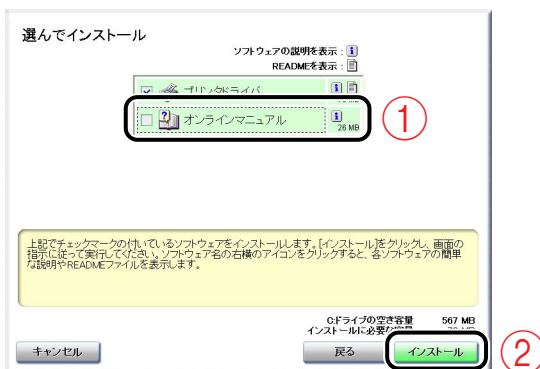 選んでインストール
ソフトウェアの説明を表示 :
READMEを表示 :
プリンタドライバ
オンラインマニュアル
26 MB
①
上記でチェックマークの付いているソフトウェアをインストールします。[インストール]をクリックし、画面の
指示に従って実行してください。ソフトウェア名の右横のアイコンをクリックすると、各ソフトウェアの簡単
な説明やREADMEファイルを表示します。
C:ドライブの空き容量 567 MB
インストールに必要な容量
キャンセル
戻る
インストール
②